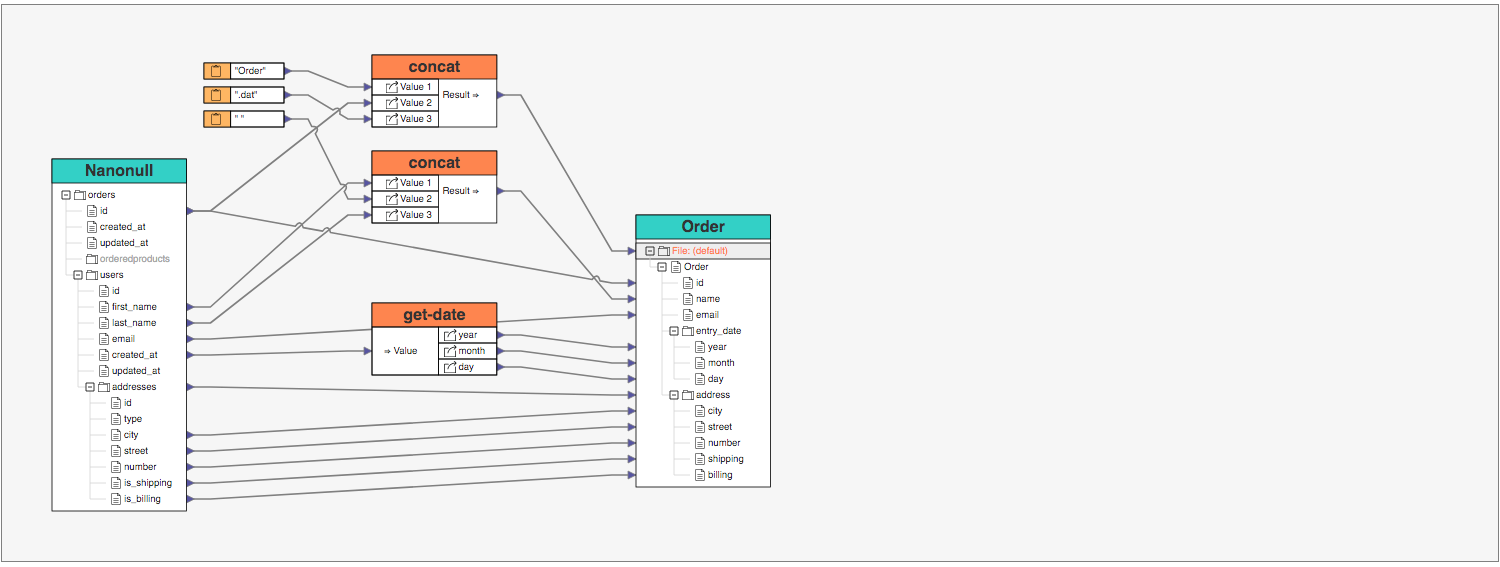 "Order"
".dat"
" "
concat
Value 1
Value 2
Value 3
Result ⇒
concat
Value 1
Value 2
Value 3
Result ⇒
Nanonull
orders
id
created_at
updated_at
orderedproducts
users
id
first_name
last_name
email
created_at
updated_at
addresses
id
type
city
street
number
is_shipping
is_billing
get-date
⇒ Value
year
month
day
Order
File: (default)
Order
id
name
email
entry_date
year
month
day
address
city
street
number
shipping
billing